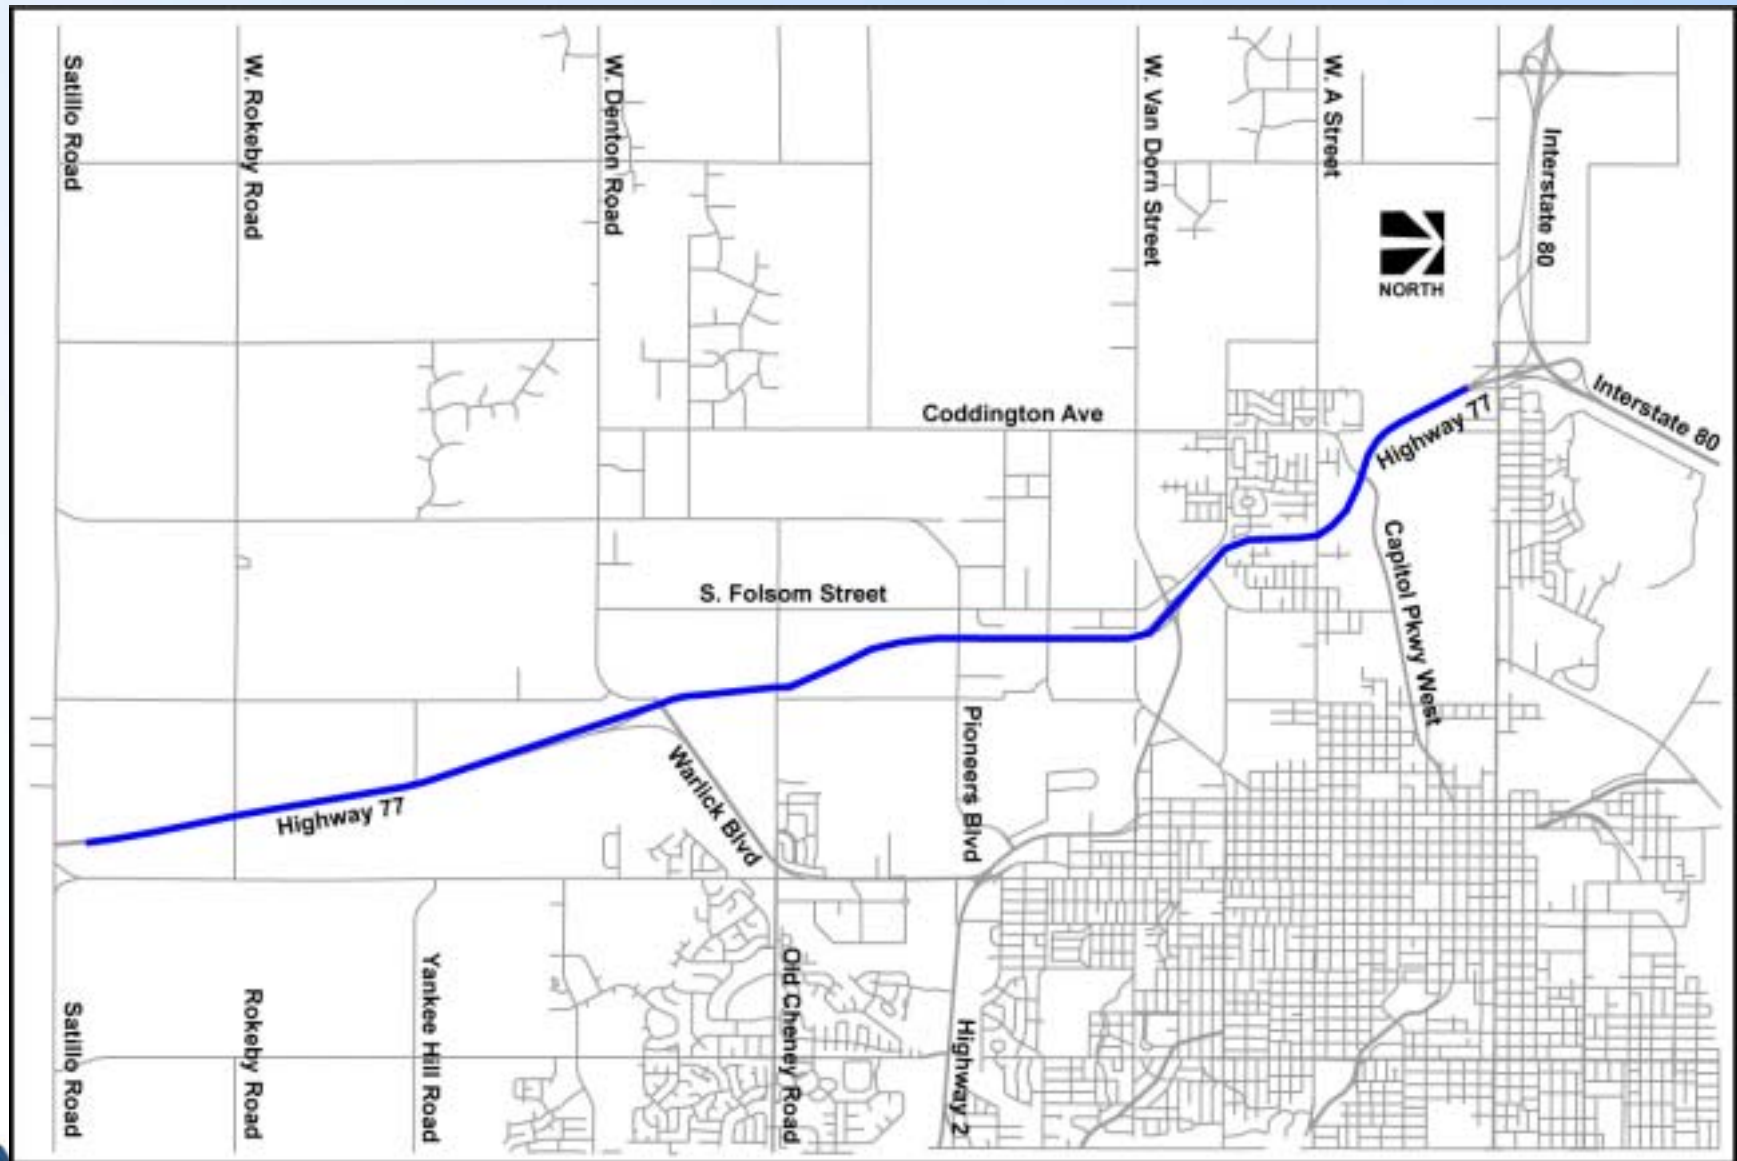 Satillo Road
W. Rokeby Road
W. Denton Road
W. Van Dorn Street
W. A Street
Interstate 80
NORTH
Interstate 80
Coddington Ave
Highway 77
Capitol Pkwy West
S. Folsom Street
Pioneers Blvd
Warlick Blvd
Highway 77
Satillo Road
Rokeby Road
Yankee Hill Road
Old Cheney Road
Highway 2